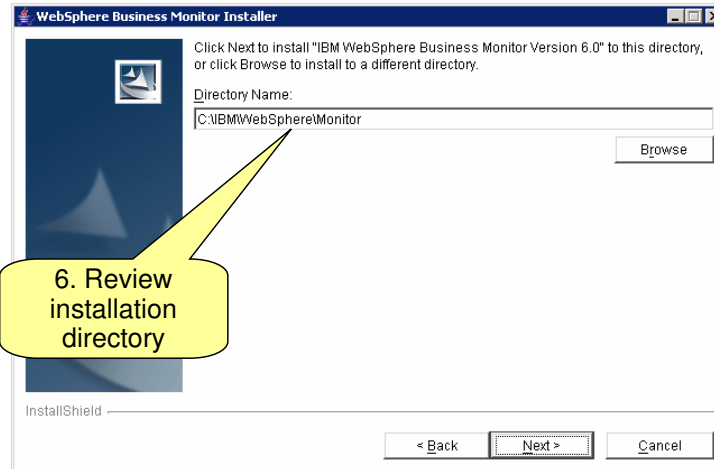 WebSphere Business Monitor Installer
Click Next to install "IBM WebSphere Business Monitor Version 6.0" to this directory,
or click Browse to install to a different directory.
Directory Name:
C:\IBM\WebSphere\Monitor
Browse
6. Review
installation
directory
InstallShield
< Back
Next >
Cancel